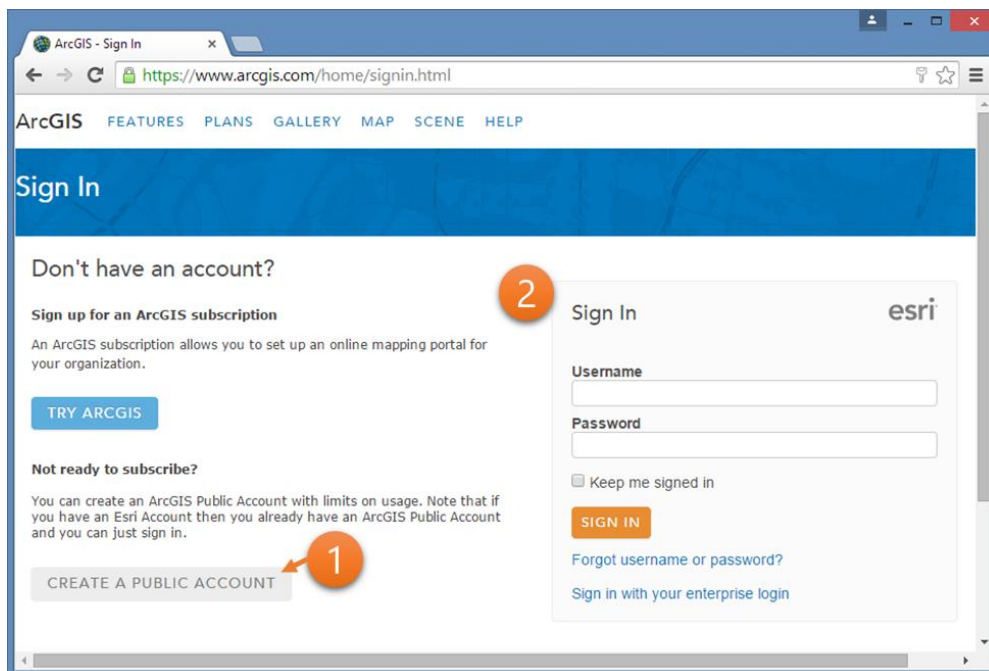 ArcGIS - Sign In
https://www.arcgis.com/home/signin.html
ArcGIS FEATURES PLANS GALLERY MAP SCENE HELP
Sign In
Don't have an account?
Sign up for an ArcGIS subscription
An ArcGIS subscription allows you to set up an online mapping portal for
your organization.
TRY ARCGIS
Not ready to subscribe?
You can create an ArcGIS Public Account with limits on usage. Note that if
you have an Esri Account then you already have an ArcGIS Public Account
and you can just sign in.
CREATE A PUBLIC ACCOUNT
1
2
Sign In
esri
Username
Password
Keep me signed in
SIGN IN
Forgot username or password?
Sign in with your enterprise login